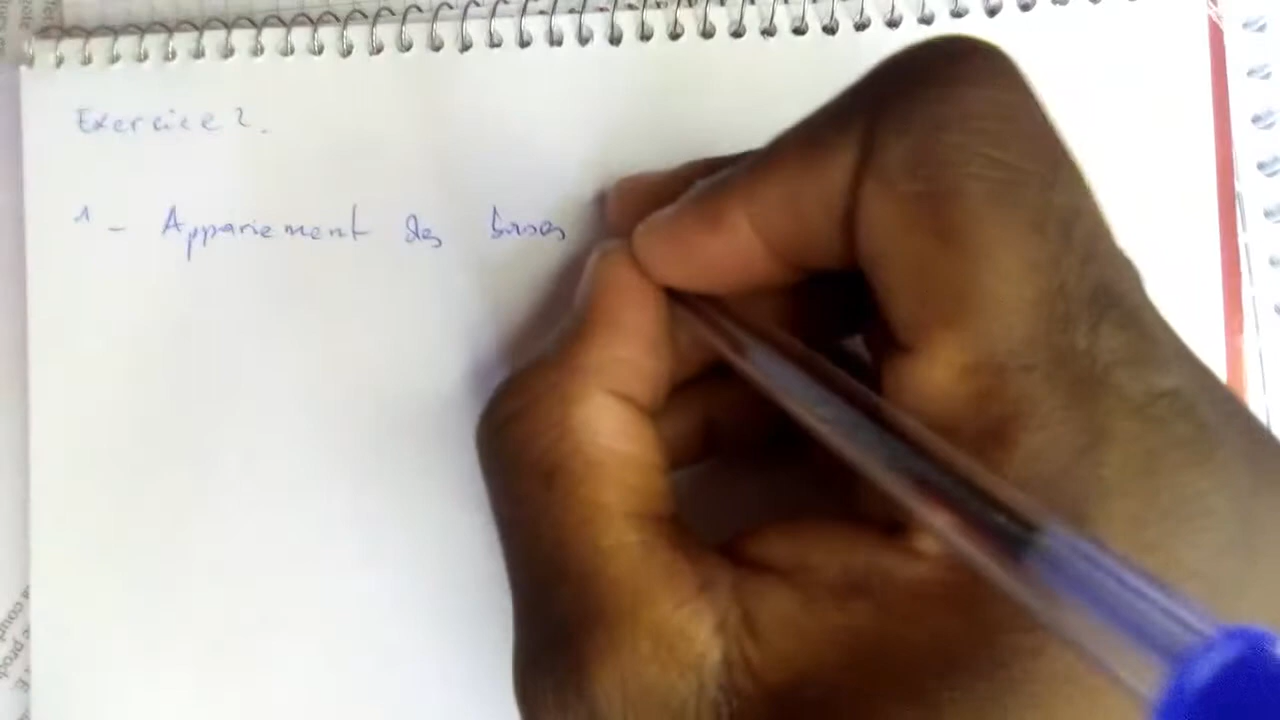 Exercice 2.
1 - Appariement des bases